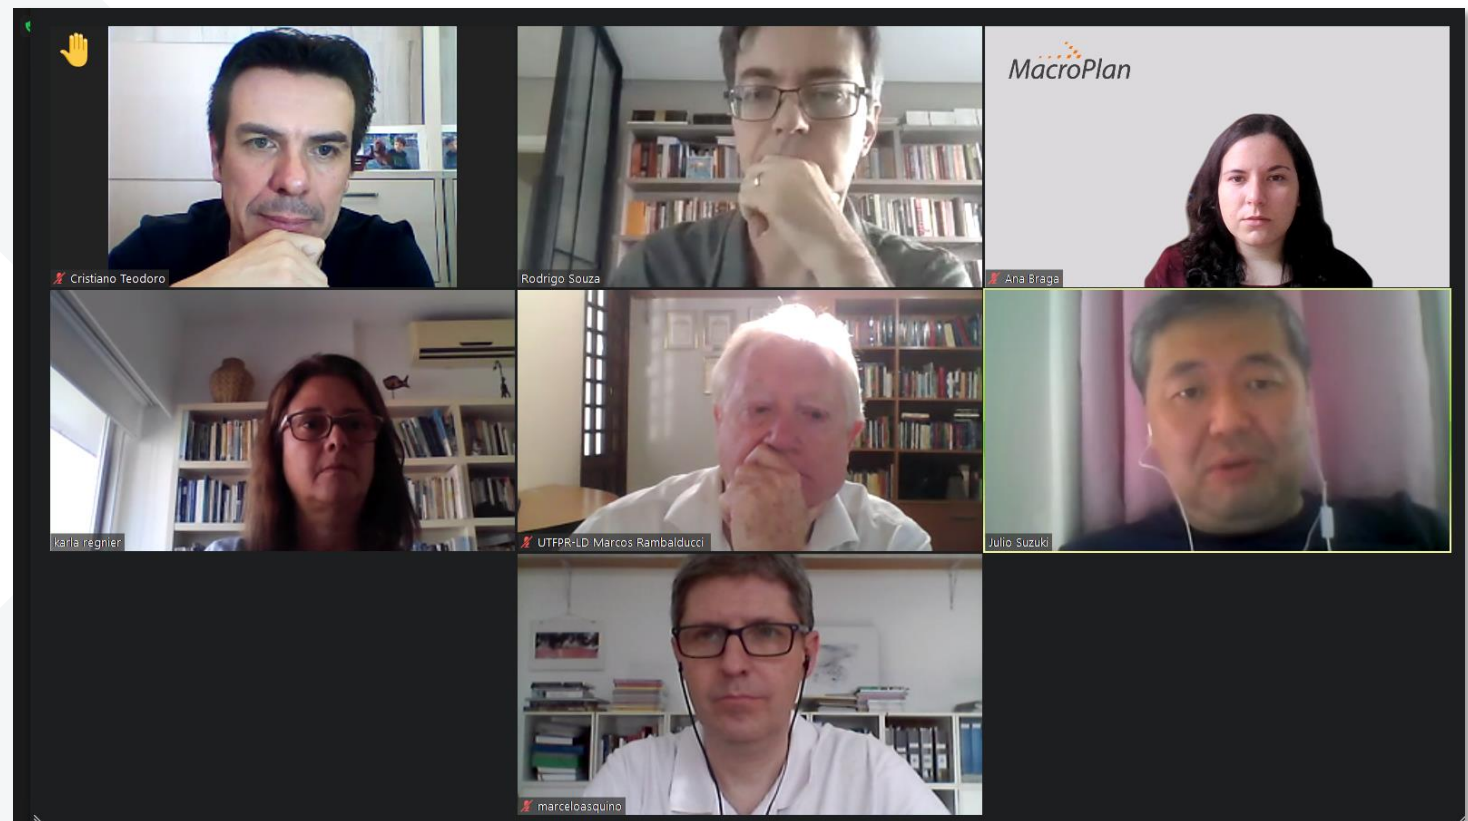 MacroPlan
Cristiano Teodoro
Rodrigo Souza
Ana Braga
karla regnier
UTFPR-LD Marcos Rambalducci
Julio Suzuki
marceloasquino